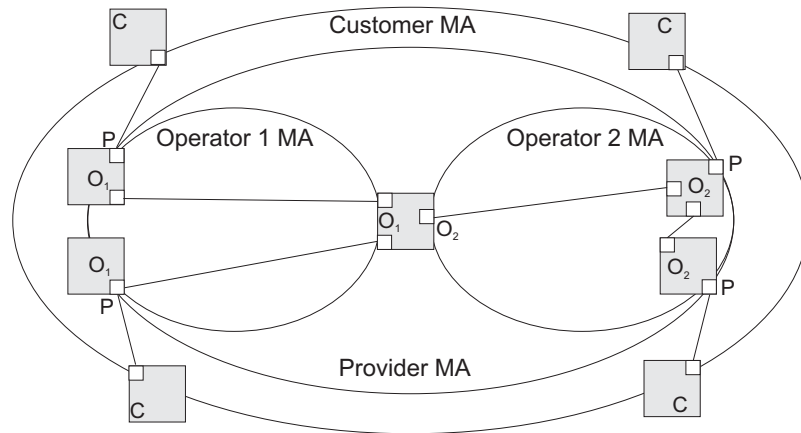 C
Customer MA
C
P
Operator 1 MA
Operator 2 MA
P
O₁
O₂
O₁
O₂
O₁
O₂
P
P
Provider MA
C
C